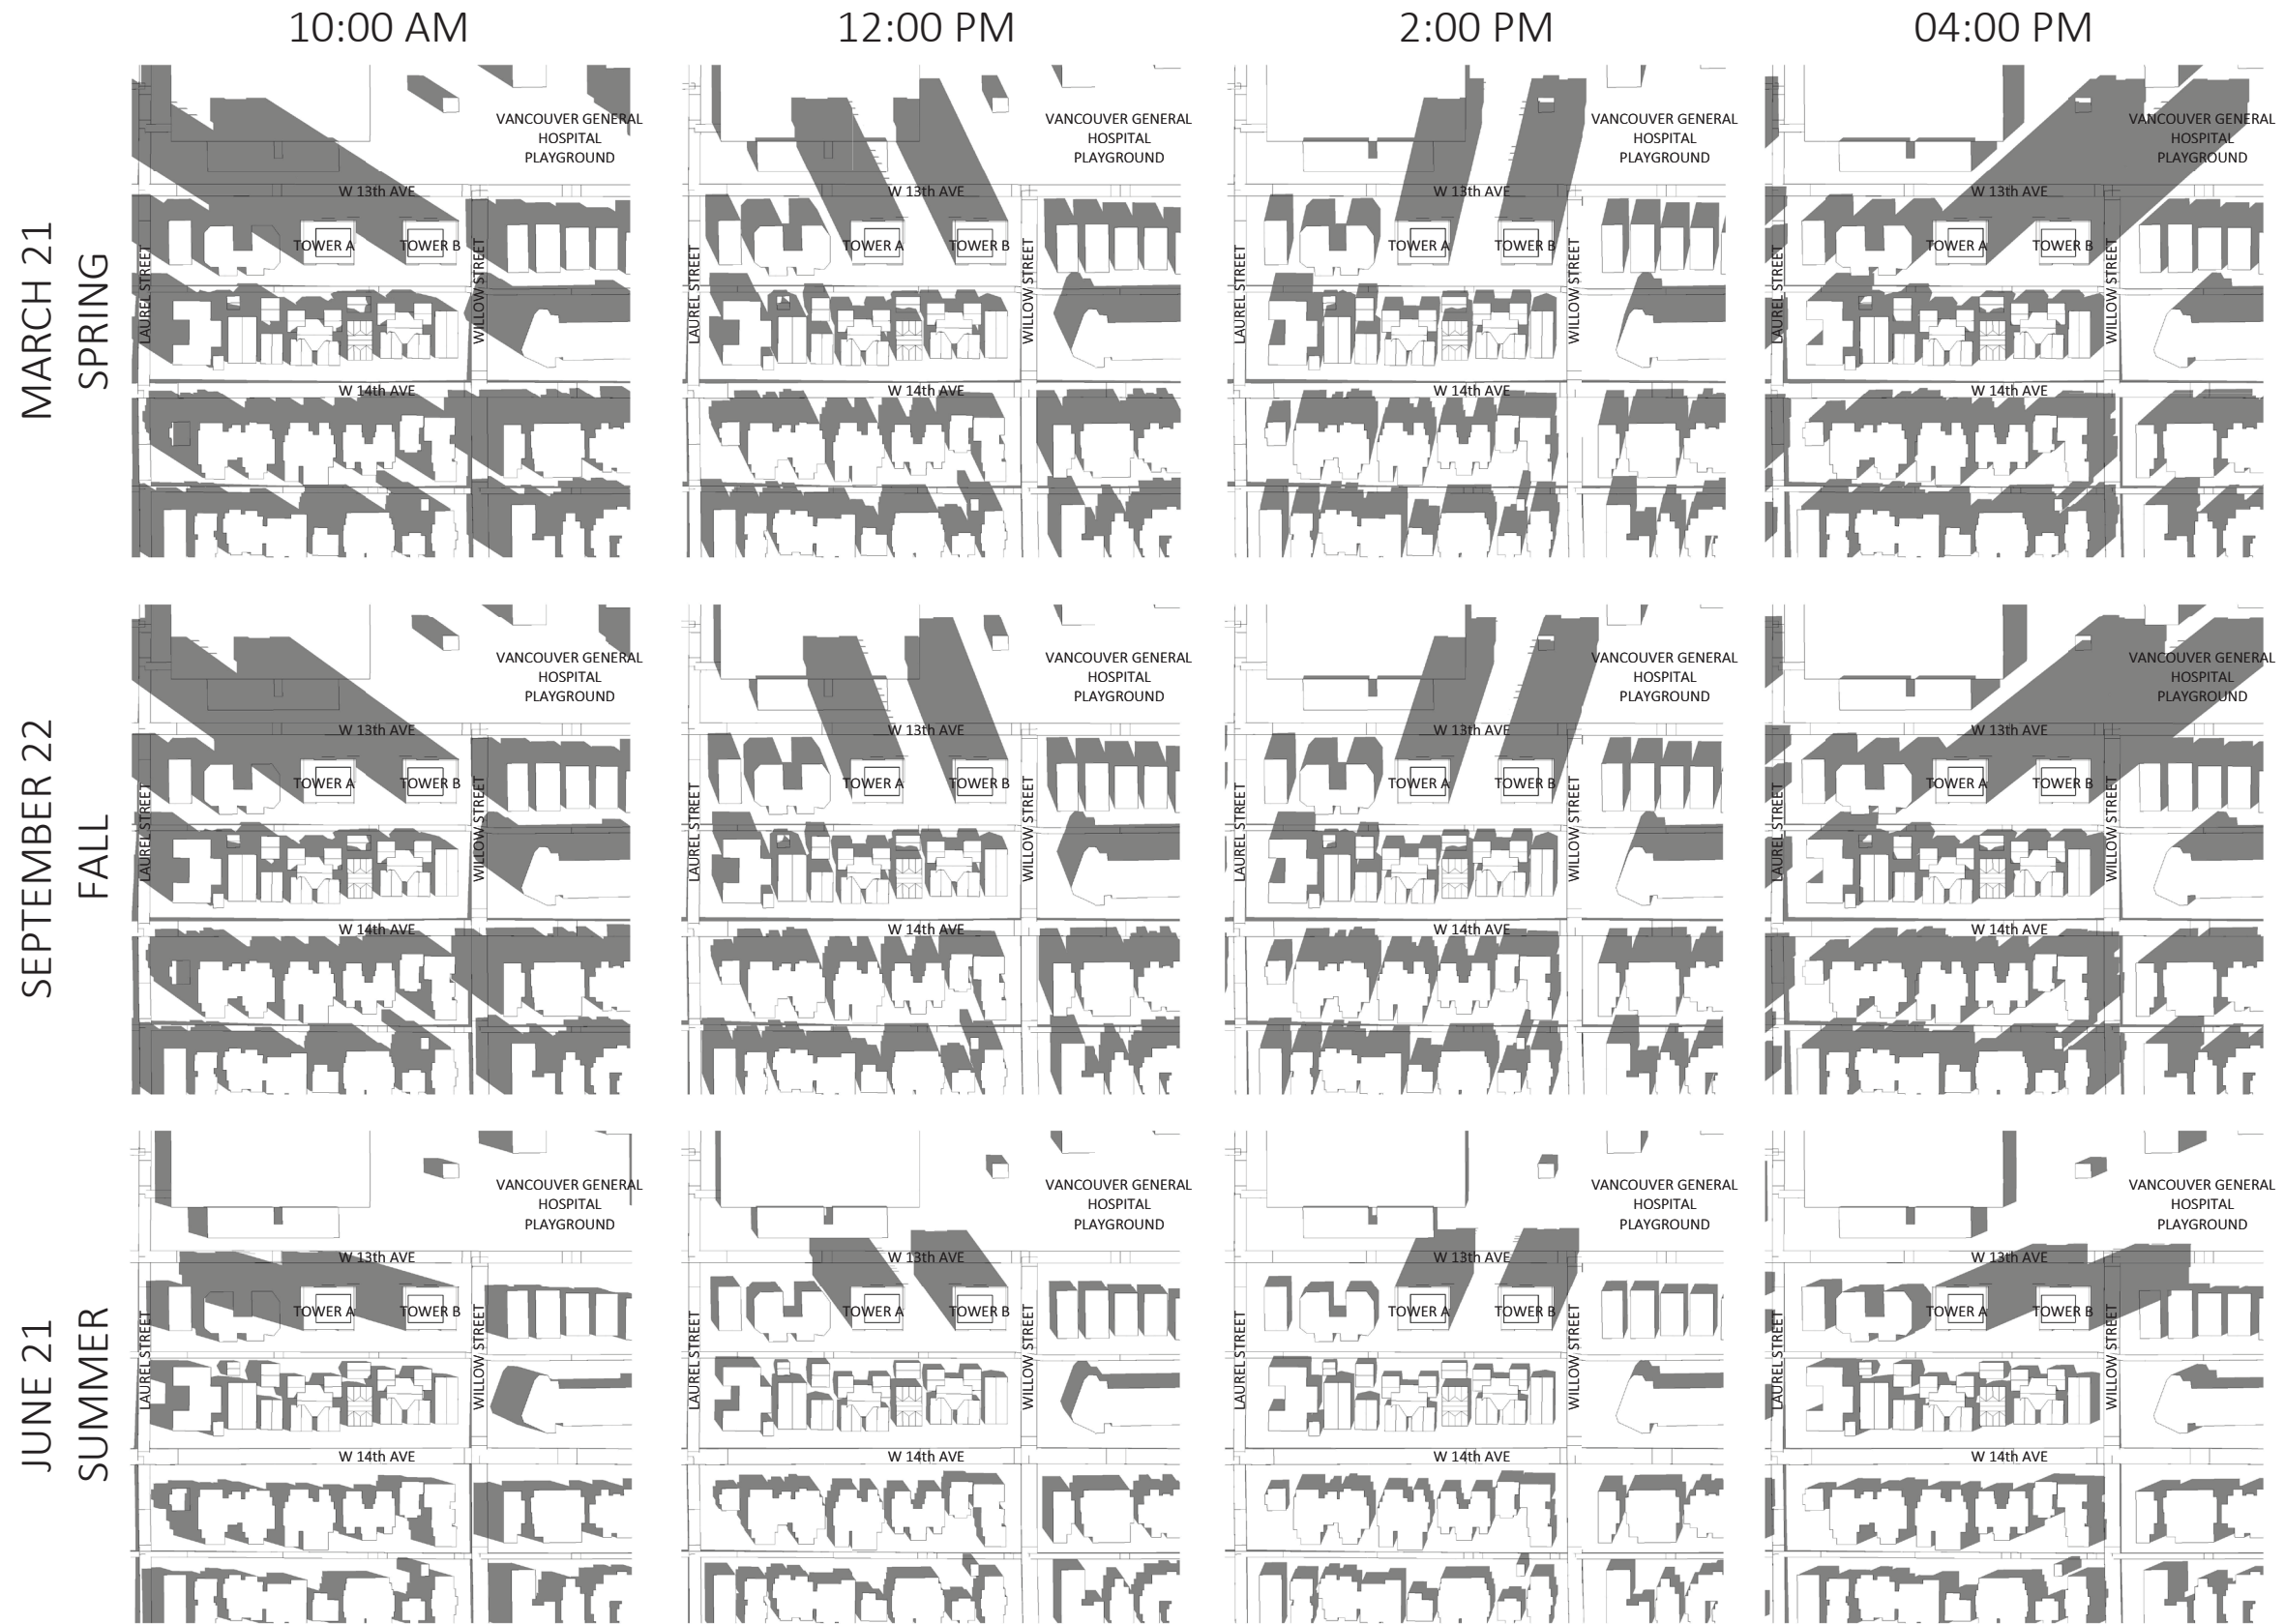 10:00 AM
12:00 PM
2:00 PM
04:00 PM
MARCH 21
SPRING
VANCOUVER GENERAL
HOSPITAL
PLAYGROUND
W 13th AVE
TOWER A
TOWER B
LAUREL STREET
WILLOW STREET
W 14th AVE
VANCOUVER GENERAL
HOSPITAL
PLAYGROUND
W 13th AVE
TOWER A
TOWER B
LAUREL STREET
WILLOW STREET
W 14th AVE
VANCOUVER GENERAL
HOSPITAL
PLAYGROUND
W 13th AVE
TOWER A
TOWER B
LAUREL STREET
WILLOW STREET
W 14th AVE
VANCOUVER GENERAL
HOSPITAL
PLAYGROUND
W 13th AVE
TOWER A
TOWER B
LAUREL STREET
WILLOW STREET
W 14th AVE
SEPTEMBER 22
FALL
VANCOUVER GENERAL
HOSPITAL
PLAYGROUND
W 13th AVE
TOWER A
TOWER B
LAUREL STREET
WILLOW STREET
W 14th AVE
VANCOUVER GENERAL
HOSPITAL
PLAYGROUND
W 13th AVE
TOWER A
TOWER B
LAUREL STREET
WILLOW STREET
W 14th AVE
VANCOUVER GENERAL
HOSPITAL
PLAYGROUND
W 13th AVE
TOWER A
TOWER B
LAUREL STREET
WILLOW STREET
W 14th AVE
VANCOUVER GENERAL
HOSPITAL
PLAYGROUND
W 13th AVE
TOWER A
TOWER B
LAUREL STREET
WILLOW STREET
W 14th AVE
JUNE 21
SUMMER
VANCOUVER GENERAL
HOSPITAL
PLAYGROUND
W 13th AVE
TOWER A
TOWER B
LAUREL STREET
WILLOW STREET
W 14th AVE
VANCOUVER GENERAL
HOSPITAL
PLAYGROUND
W 13th AVE
TOWER A
TOWER B
LAUREL STREET
WILLOW STREET
W 14th AVE
VANCOUVER GENERAL
HOSPITAL
PLAYGROUND
W 13th AVE
TOWER A
TOWER B
LAUREL STREET
WILLOW STREET
W 14th AVE
VANCOUVER GENERAL
HOSPITAL
PLAYGROUND
W 13th AVE
TOWER A
TOWER B
LAUREL STREET
WILLOW STREET
W 14th AVE